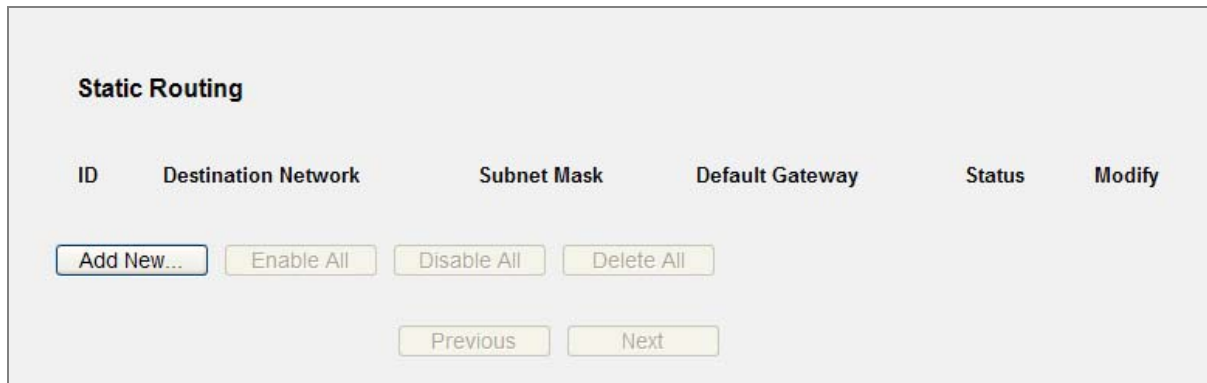 Static Routing
ID Destination Network Subnet Mask Default Gateway Status Modify
Add New... Enable All Disable All Delete All
Previous Next